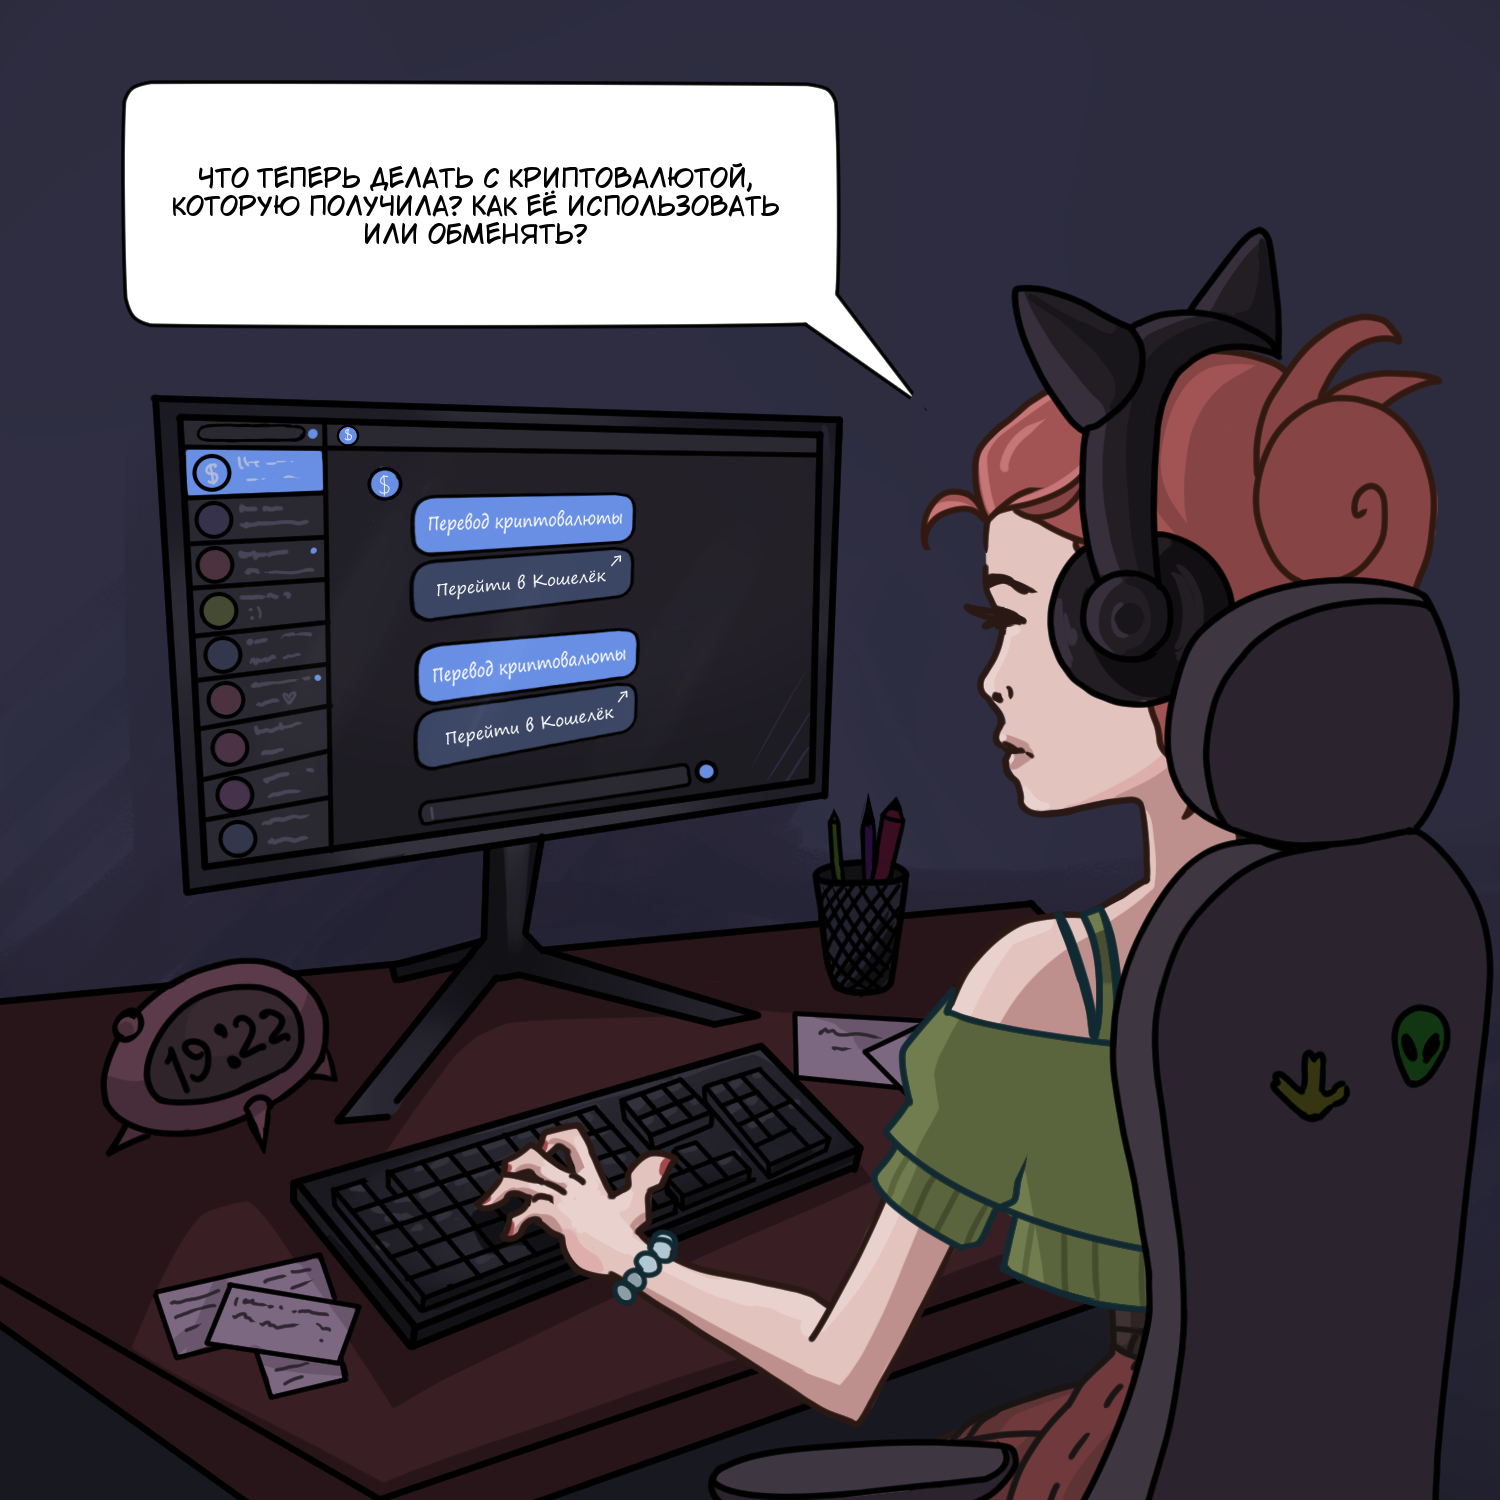 ЧТО ТЕПЕРЬ ДЕЛАТЬ С КРИПТОВАЛЮТОЙ,
КОТОРУЮ ПОЛУЧИЛА? КАК ЕЁ ИСПОЛЬЗОВАТЬ
ИЛИ ОБМЕНЯТЬ?
$
$
$
Перевод криптовалюты
Перейти в Кошелёк
Перевод криптовалюты
Перейти в Кошелёк
:)
19:22